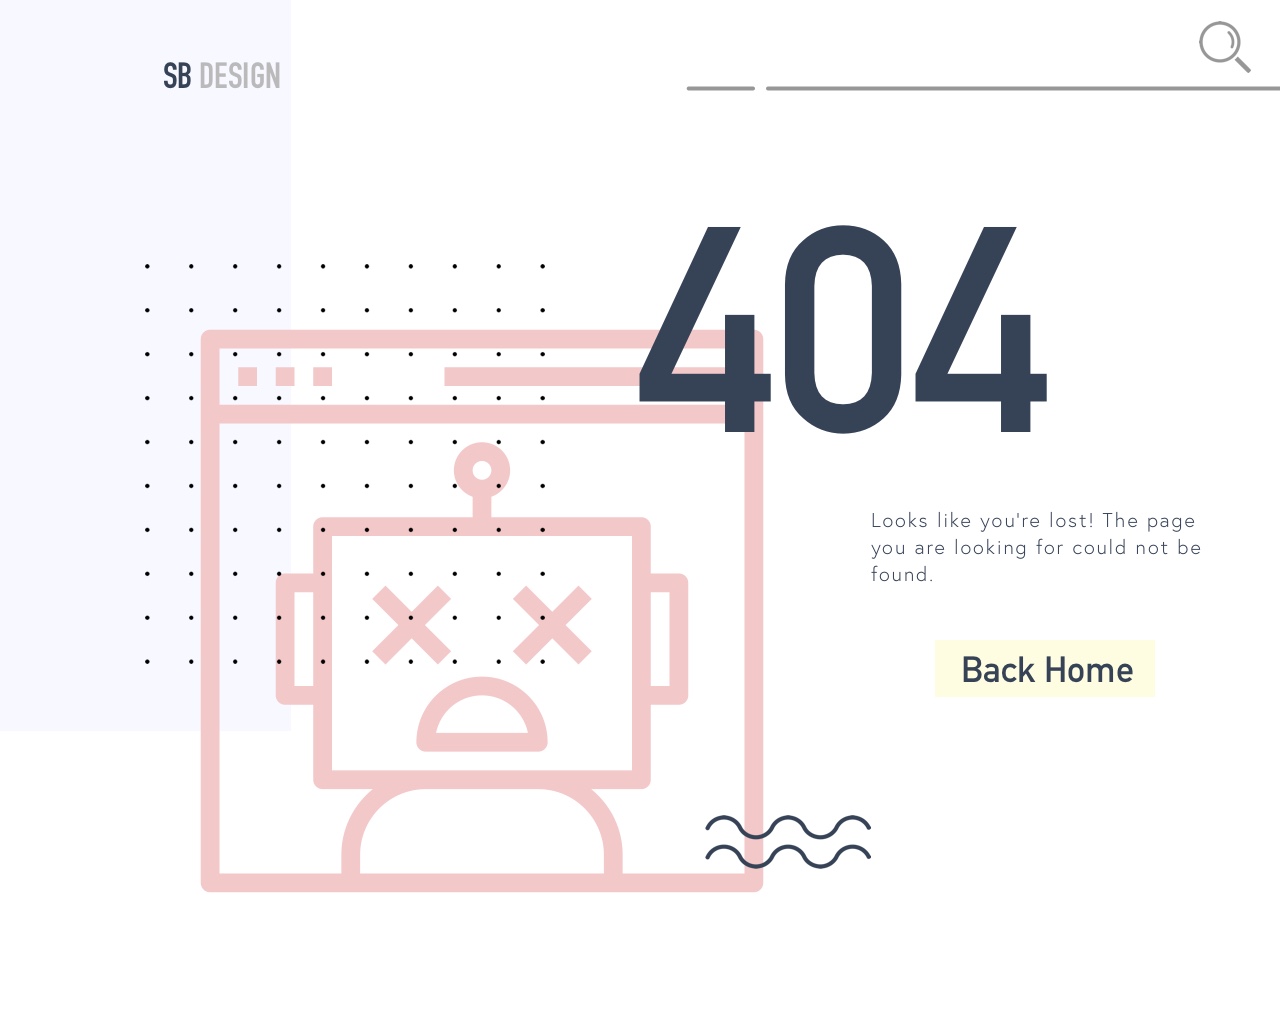 SB DESIGN
404
Looks like you're lost! The page
you are looking for could not be
found.
Back Home